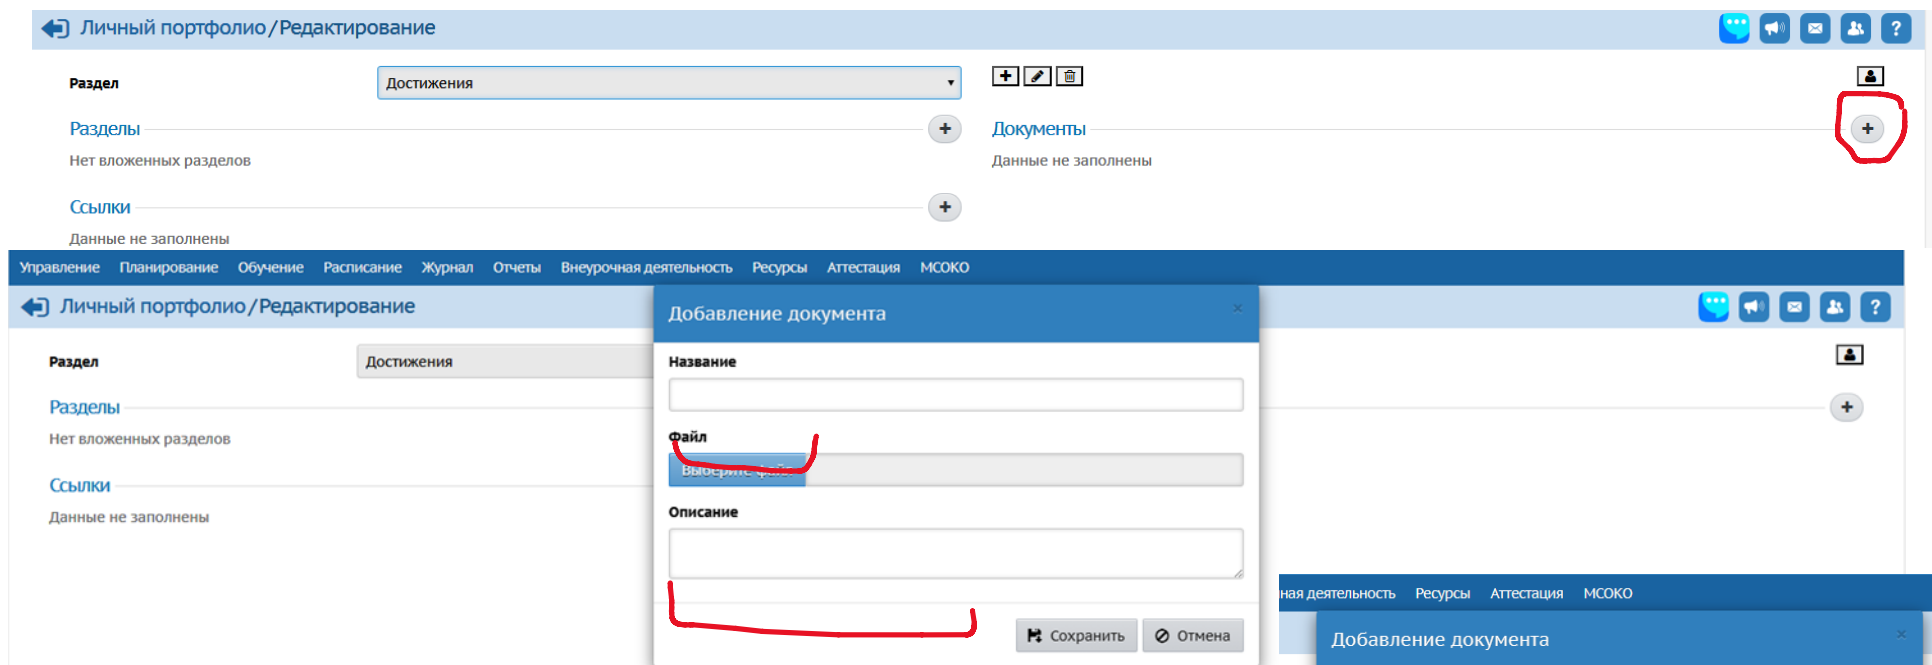 Личный портфолио/Редактирование
?
Раздел
Достижения
Разделы
Документы
Нет вложенных разделов
Данные не заполнены
Ссылки
Данные не заполнены
Управление Планирование Обучение Расписание Журнал Отчеты Внеурочная деятельность Ресурсы Аттестация МСОКО
Личный портфолио/Редактирование
?
Добавление документа
Раздел
Достижения
Название
Разделы
Нет вложенных разделов
Файл
Выберите файл
Ссылки
Данные не заполнены
Описание
Сохранить
Отмена
ная деятельность Ресурсы Аттестация МСОКО
Добавление документа